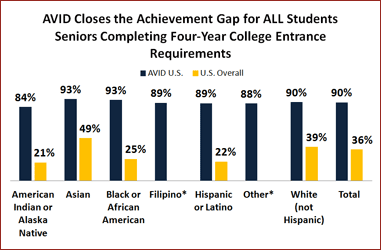 AVID Closes the Achievement Gap for ALL Students
Seniors Completing Four-Year College Entrance
Requirements
AVID U.S. U.S. Overall
84% 21% 93% 49% 93% 25% 89% 89% 22% 88% 90% 39% 90% 36%
American Indian or Alaska Native
Asian
Black or African American
Filipino*
Hispanic or Latino
Other*
White (not Hispanic)
Total